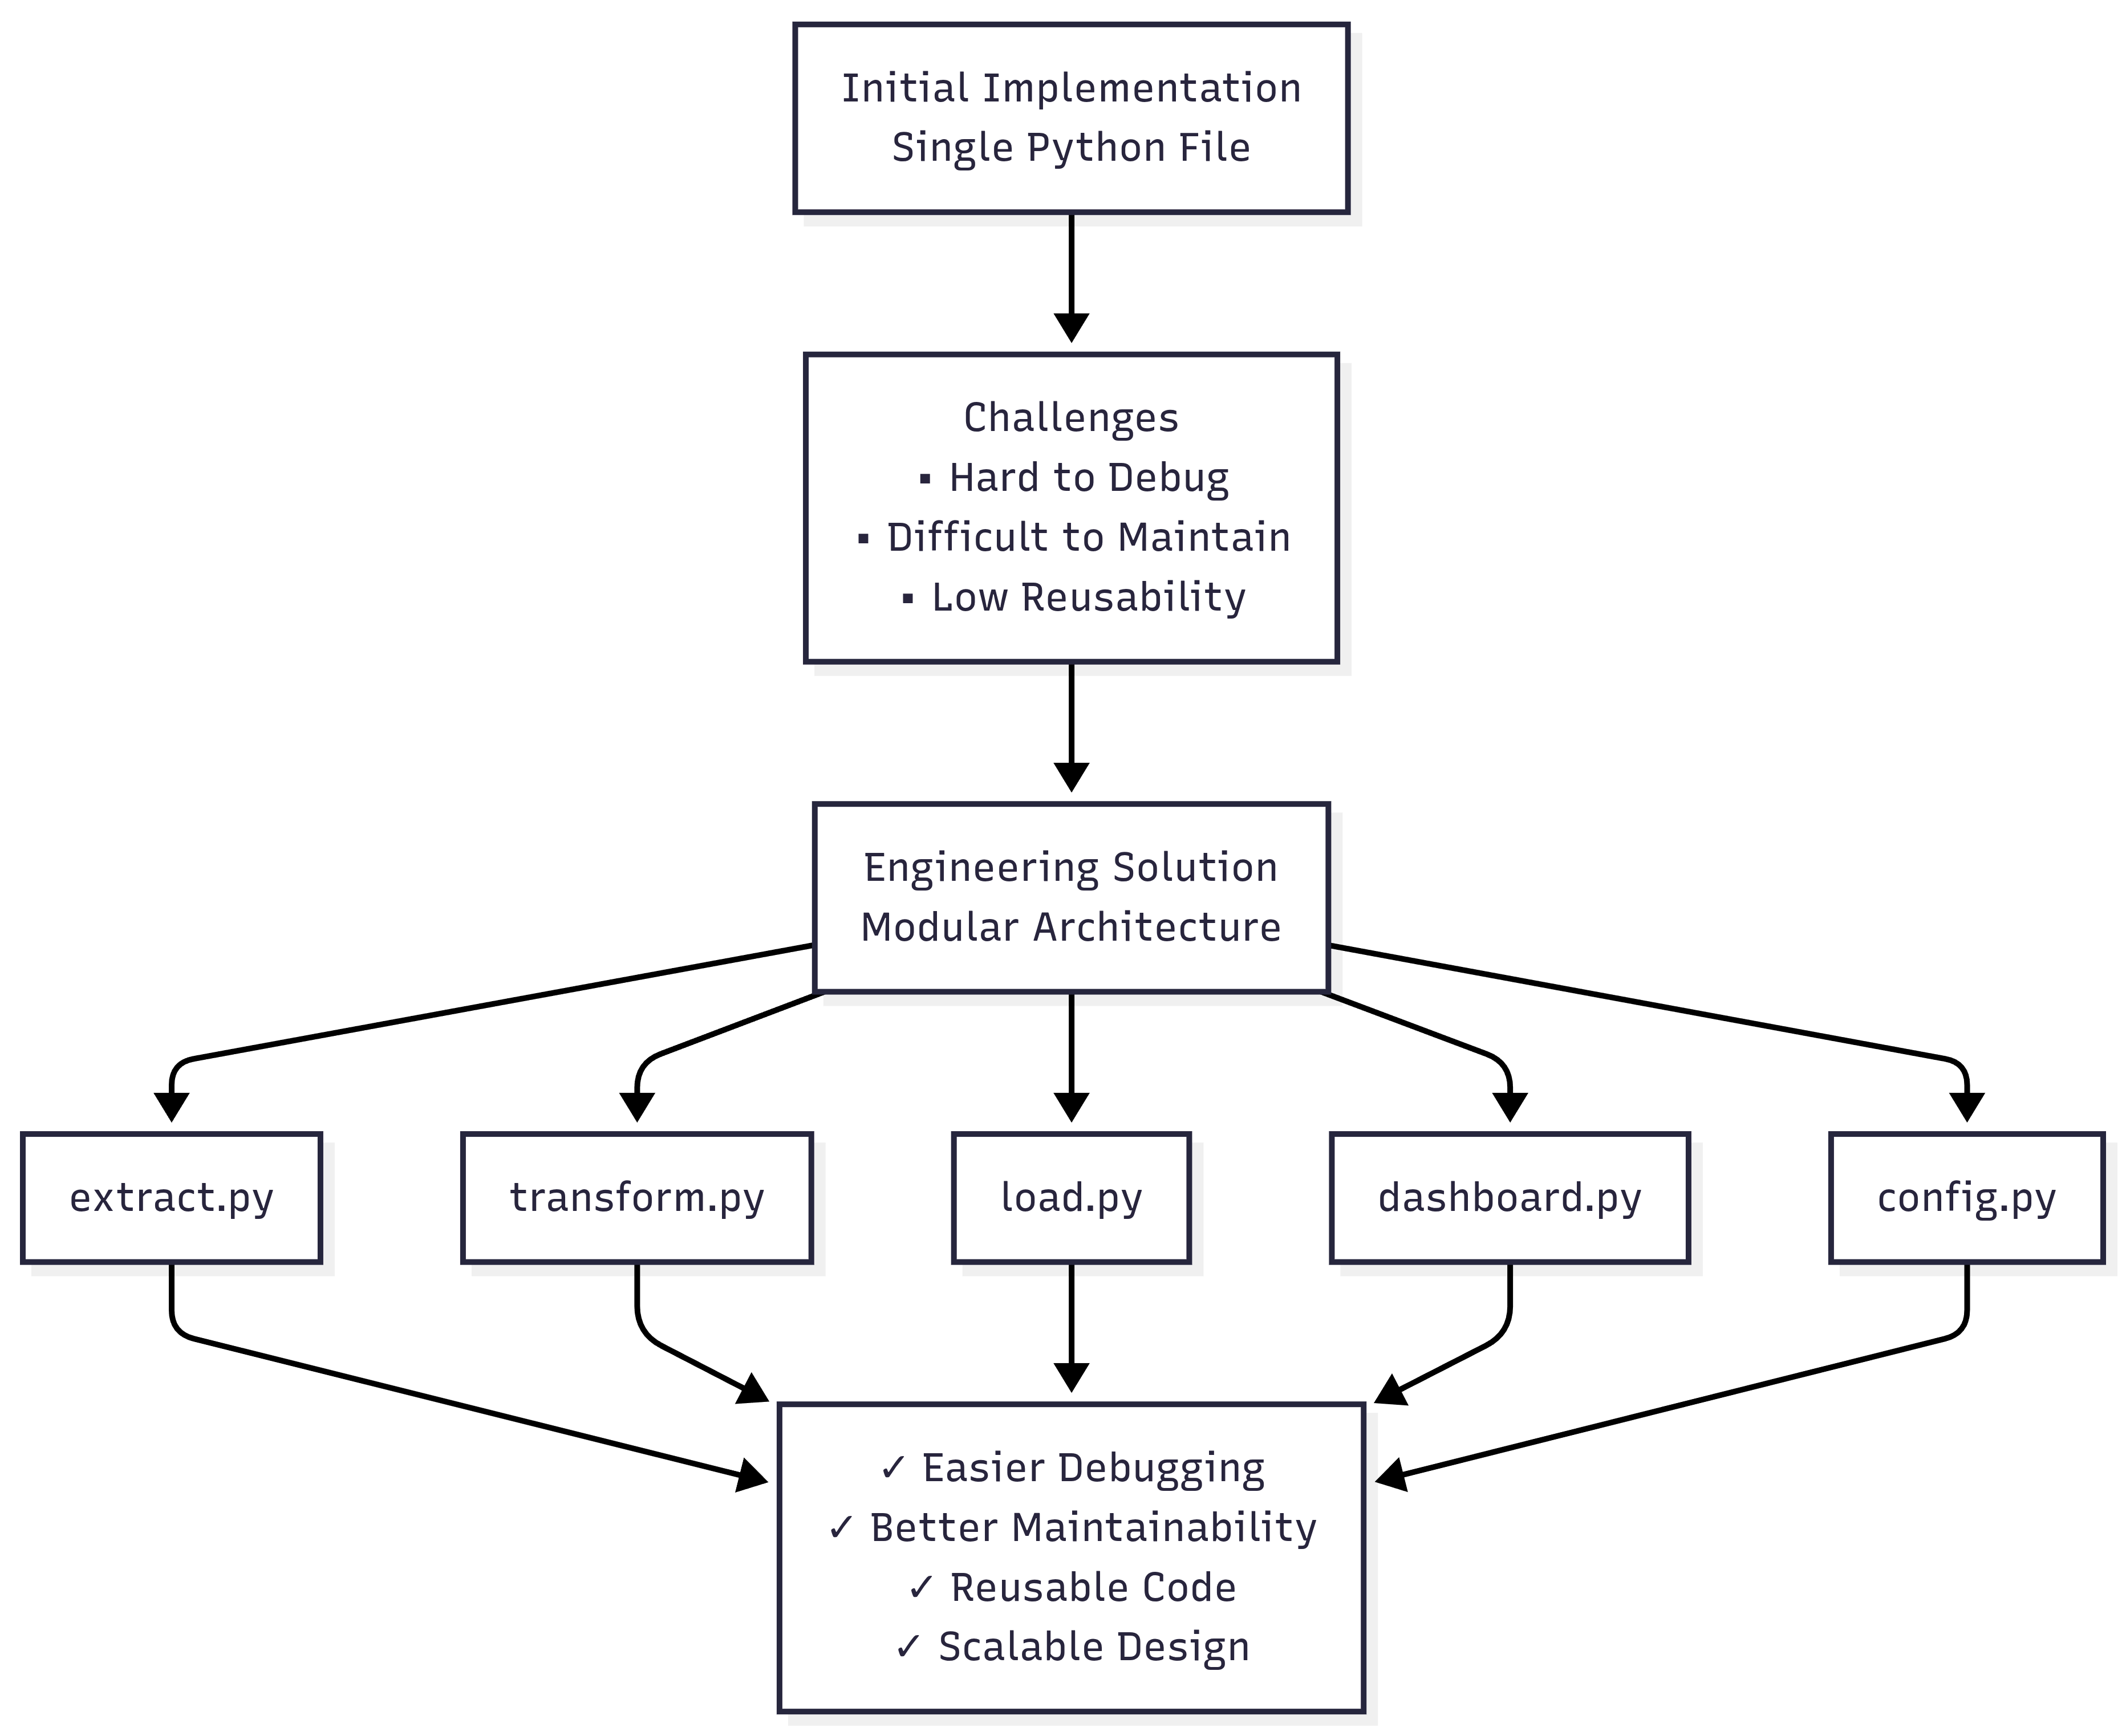 Initial Implementation
Single Python File
Challenges
▪ Hard to Debug
▪ Difficult to Maintain
▪ Low Reusability
Engineering Solution
Modular Architecture
extract.py
transform.py
load.py
dashboard.py
config.py
✓ Easier Debugging
✓ Better Maintainability
✓ Reusable Code
✓ Scalable Design